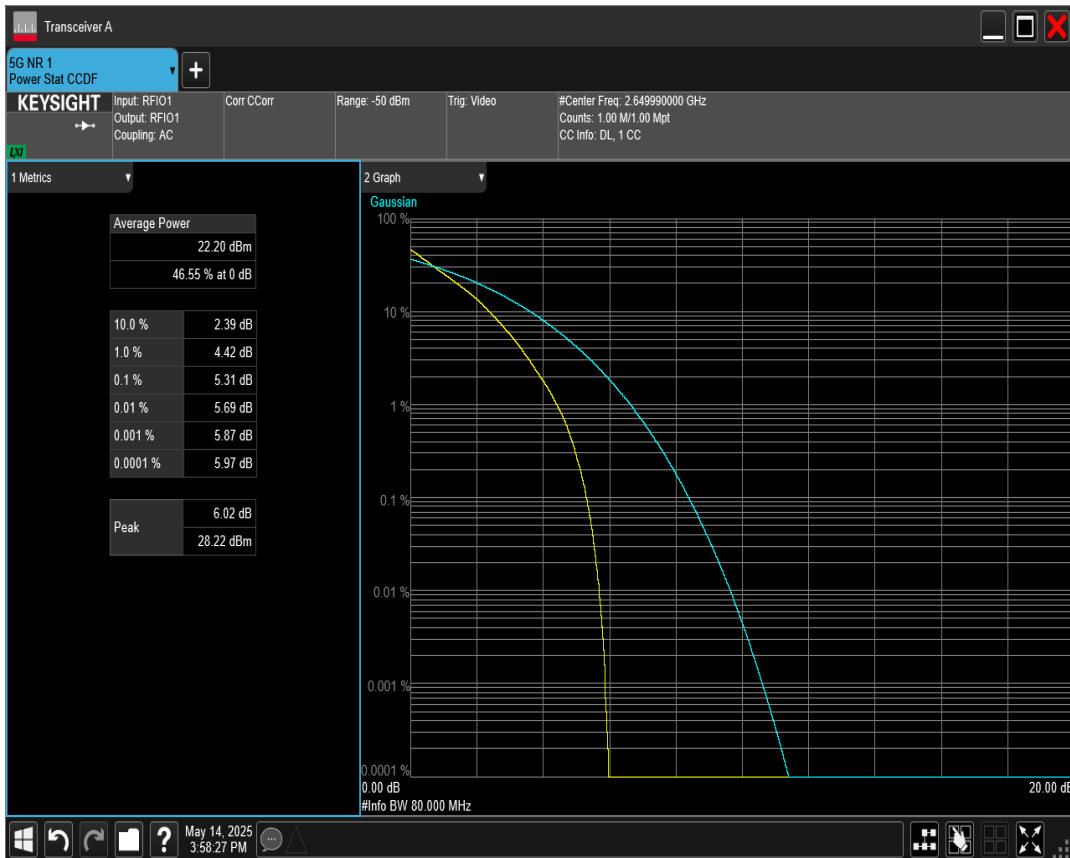 Transceiver A
5G NR 1
Power Stat CCDF
KEYSIGHT
LXI
Input: RFIO1
Output: RFIO1
Coupling: AC
Corr CCorr
Range: -50 dBm
Trig: Video
#Center Freq: 2.649990000 GHz
Counts: 1.00 M/1.00 Mpt
CC Info: DL, 1 CC
1 Metrics
Average Power
22.20 dBm
46.55 % at 0 dB
10.0 % 2.39 dB
1.0 % 4.42 dB
0.1 % 5.31 dB
0.01 % 5.69 dB
0.001 % 5.87 dB
0.0001 % 5.97 dB
Peak
6.02 dB
28.22 dBm
2 Graph
Gaussian
100 %
10 %
1 %
0.1 %
0.01 %
0.001 %
0.0001 %
0.00 dB 20.00 dB
#Info BW 80.000 MHz
?
May 14, 2025
3:58:27 PM